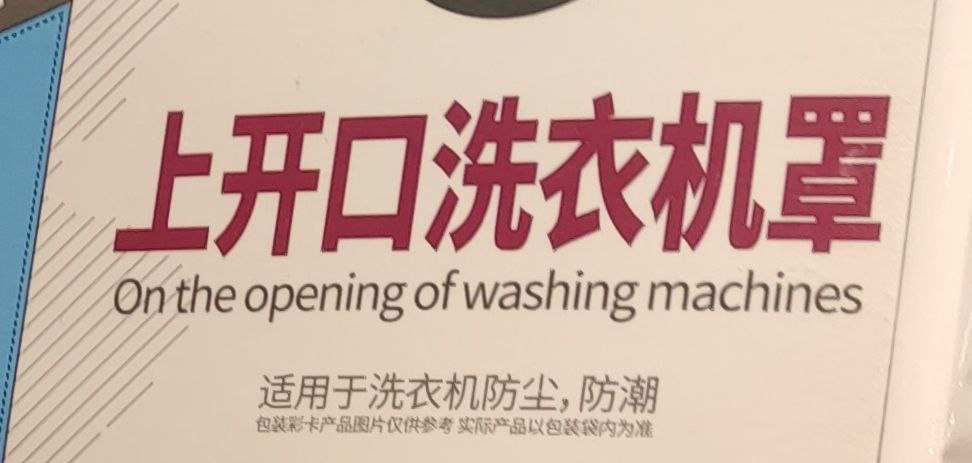 上开口洗衣机罩
On the opening of washing machines
适用于洗衣机防尘，防潮
包装彩卡产品图片仅供参考 实际产品以包装袋内为准